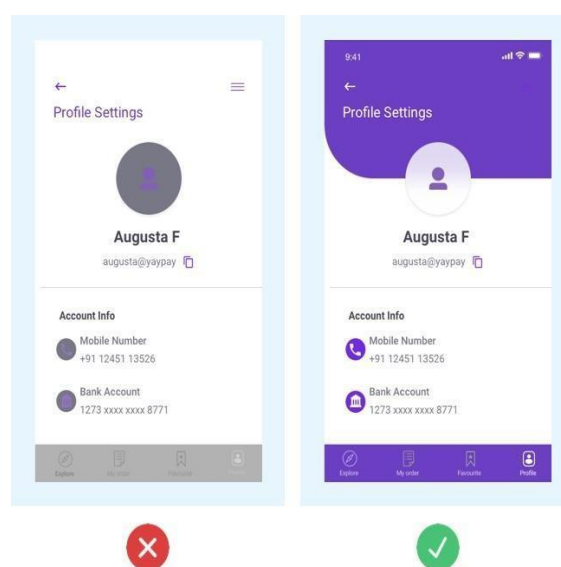 Profile Settings
Augusta F
augusta@yaypay
Account Info
Mobile Number
+91 12451 13526
Bank Account
1273 xxxx xxxx 8771
Explore My order Favourite Profile
9:41
Profile Settings
Augusta F
augusta@yaypay
Account Info
Mobile Number
+91 12451 13526
Bank Account
1273 xxxx xxxx 8771
Explore My order Favourite Profile